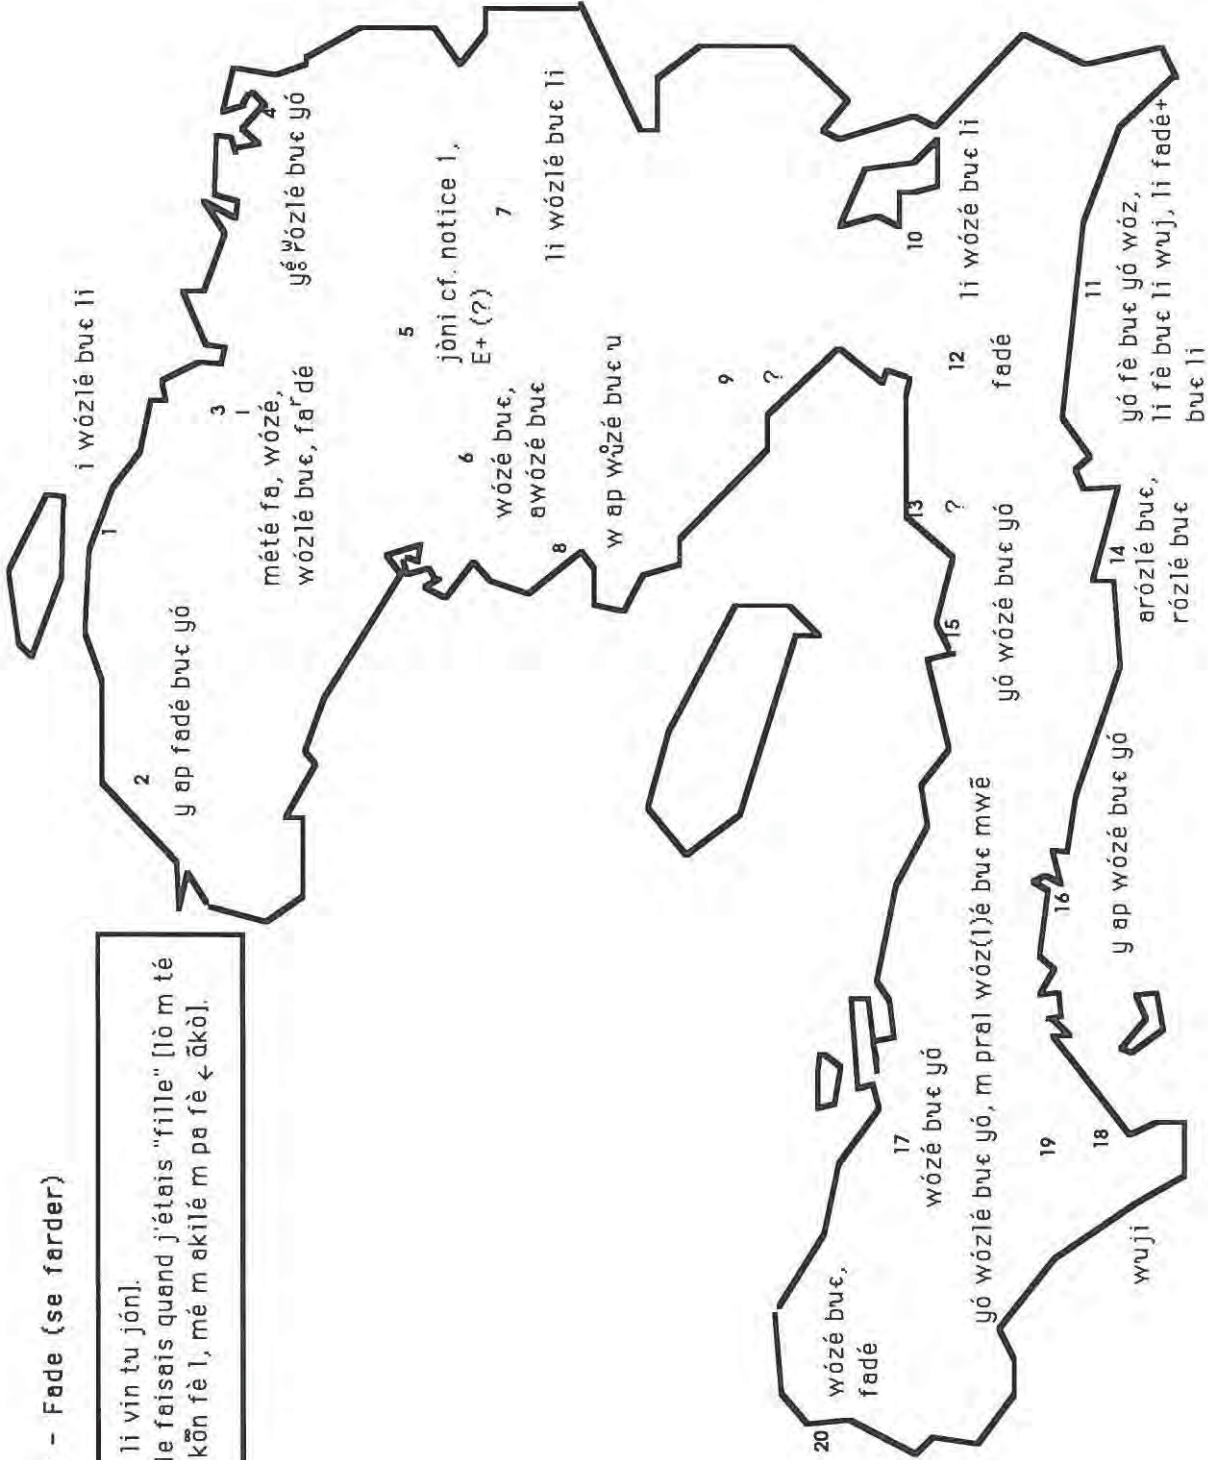 - Fade (se farder)
li vin tu jón].
le faisais quand j'étais "fille" [lò m té
kõn fè l, mé m akilé m pa fè ← ãkò].
1
i wózlé buɛ li
2
y ap fadé buɛ yó
3
l
mété fa, wózé,
wózlé buɛ, faʳdé
4
yé rózlé buɛ yó
5
jòni cf. notice 1,
E+ (?)
6
wózé buɛ,
awózé buɛ
7
li wózlé buɛ li
8
w ap wůzé buɛ u
9
?
10
li wózé buɛ li
11
yó fè buɛ yó wóz,
li fè buɛ li wuj, li fadé+
buɛ li
12
fadé
13
?
14
arózlé buɛ,
rózlé buɛ
15
yó wózé buɛ yó
16
y ap wózé buɛ yó
17
wózé buɛ yó
18
19
yó wózlé buɛ yó, m pral wóz(l)é buɛ mwẽ
wuji
20
wózé buɛ,
fadé